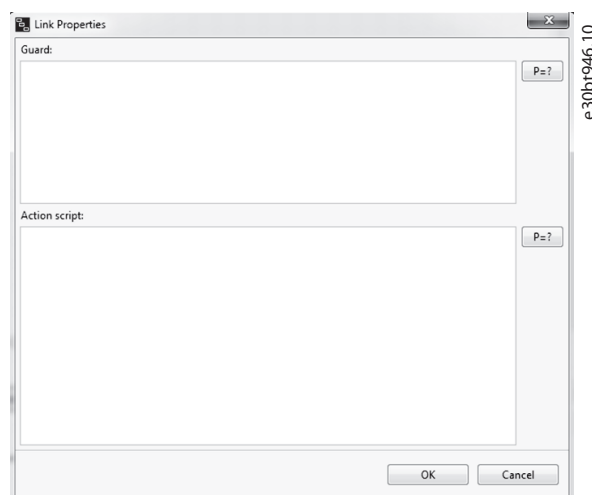 Link Properties
x
Guard:
P=?
Action script:
P=?
OK
Cancel
e30bt946.10